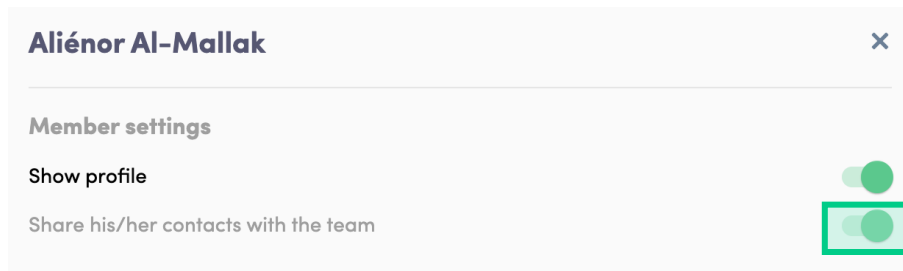 Aliénor Al-Mallak
Member settings
Show profile
Share his/her contacts with the team